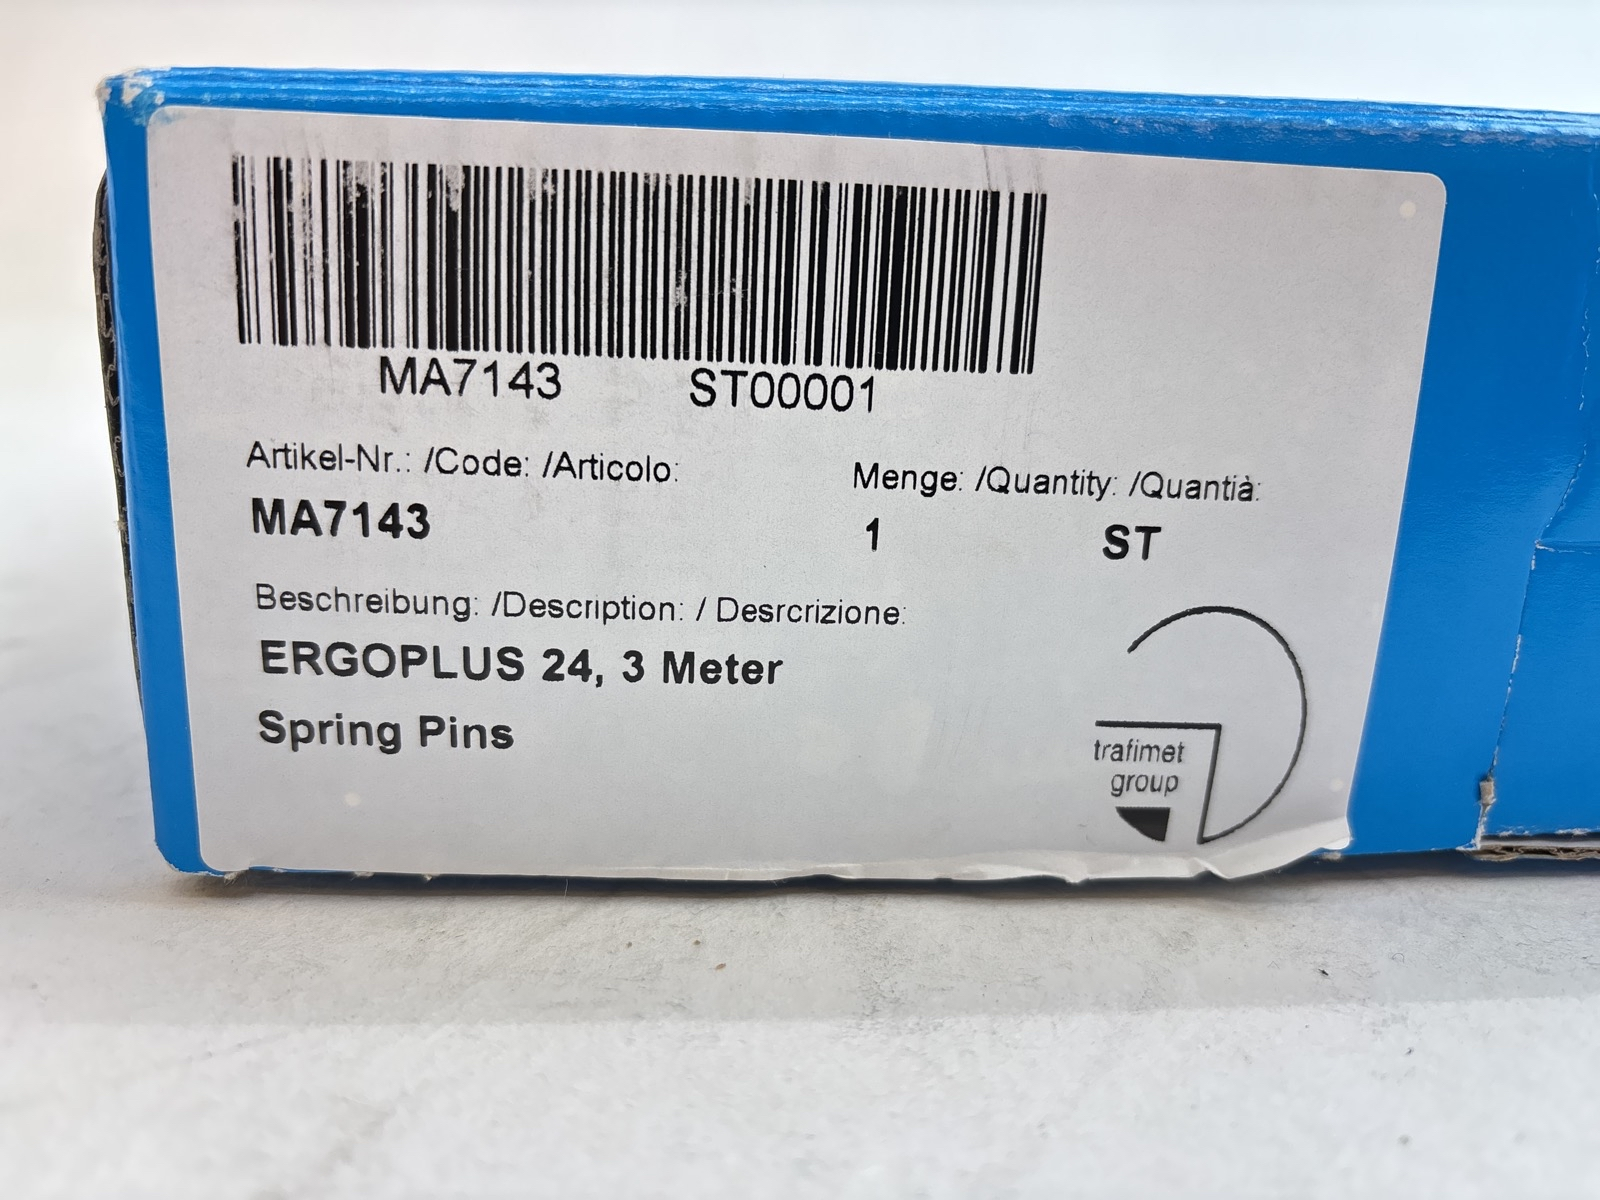 MA7143 ST00001
Artikel-Nr.: /Code: /Articolo: Menge: /Quantity: /Quantià:
MA7143 1 ST
Beschreibung: /Description: / Desrcrizione:
ERGOPLUS 24, 3 Meter
Spring Pins
trafimet
group